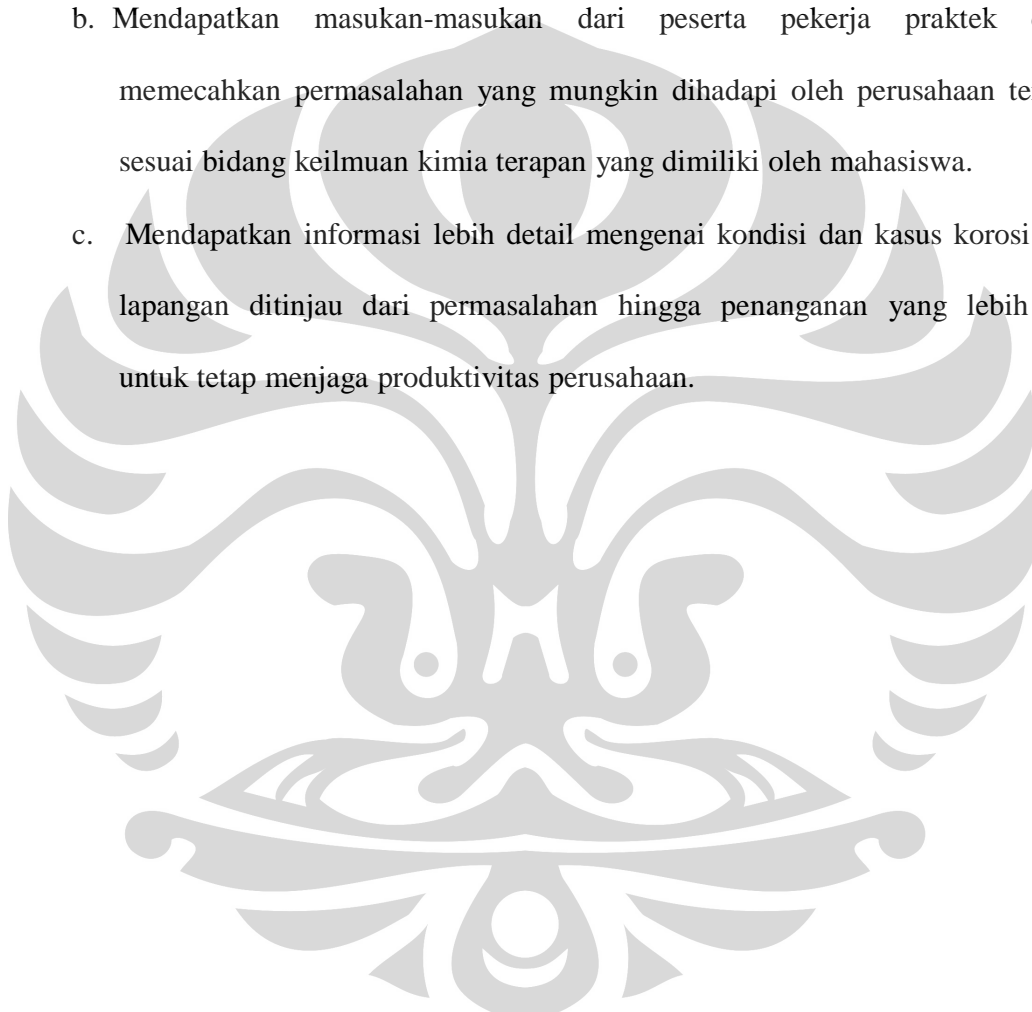 b. Mendapatkan masukan-masukan dari peserta pekerja praktek
memecahkan permasalahan yang mungkin dihadapi oleh perusahaan
sesuai bidang keilmuan kimia terapan yang dimiliki oleh mahasiswa.
c. Mendapatkan informasi lebih detail mengenai kondisi dan kasus korosi
lapangan ditinjau dari permasalahan hingga penanganan yang lebih
untuk tetap menjaga produktivitas perusahaan.